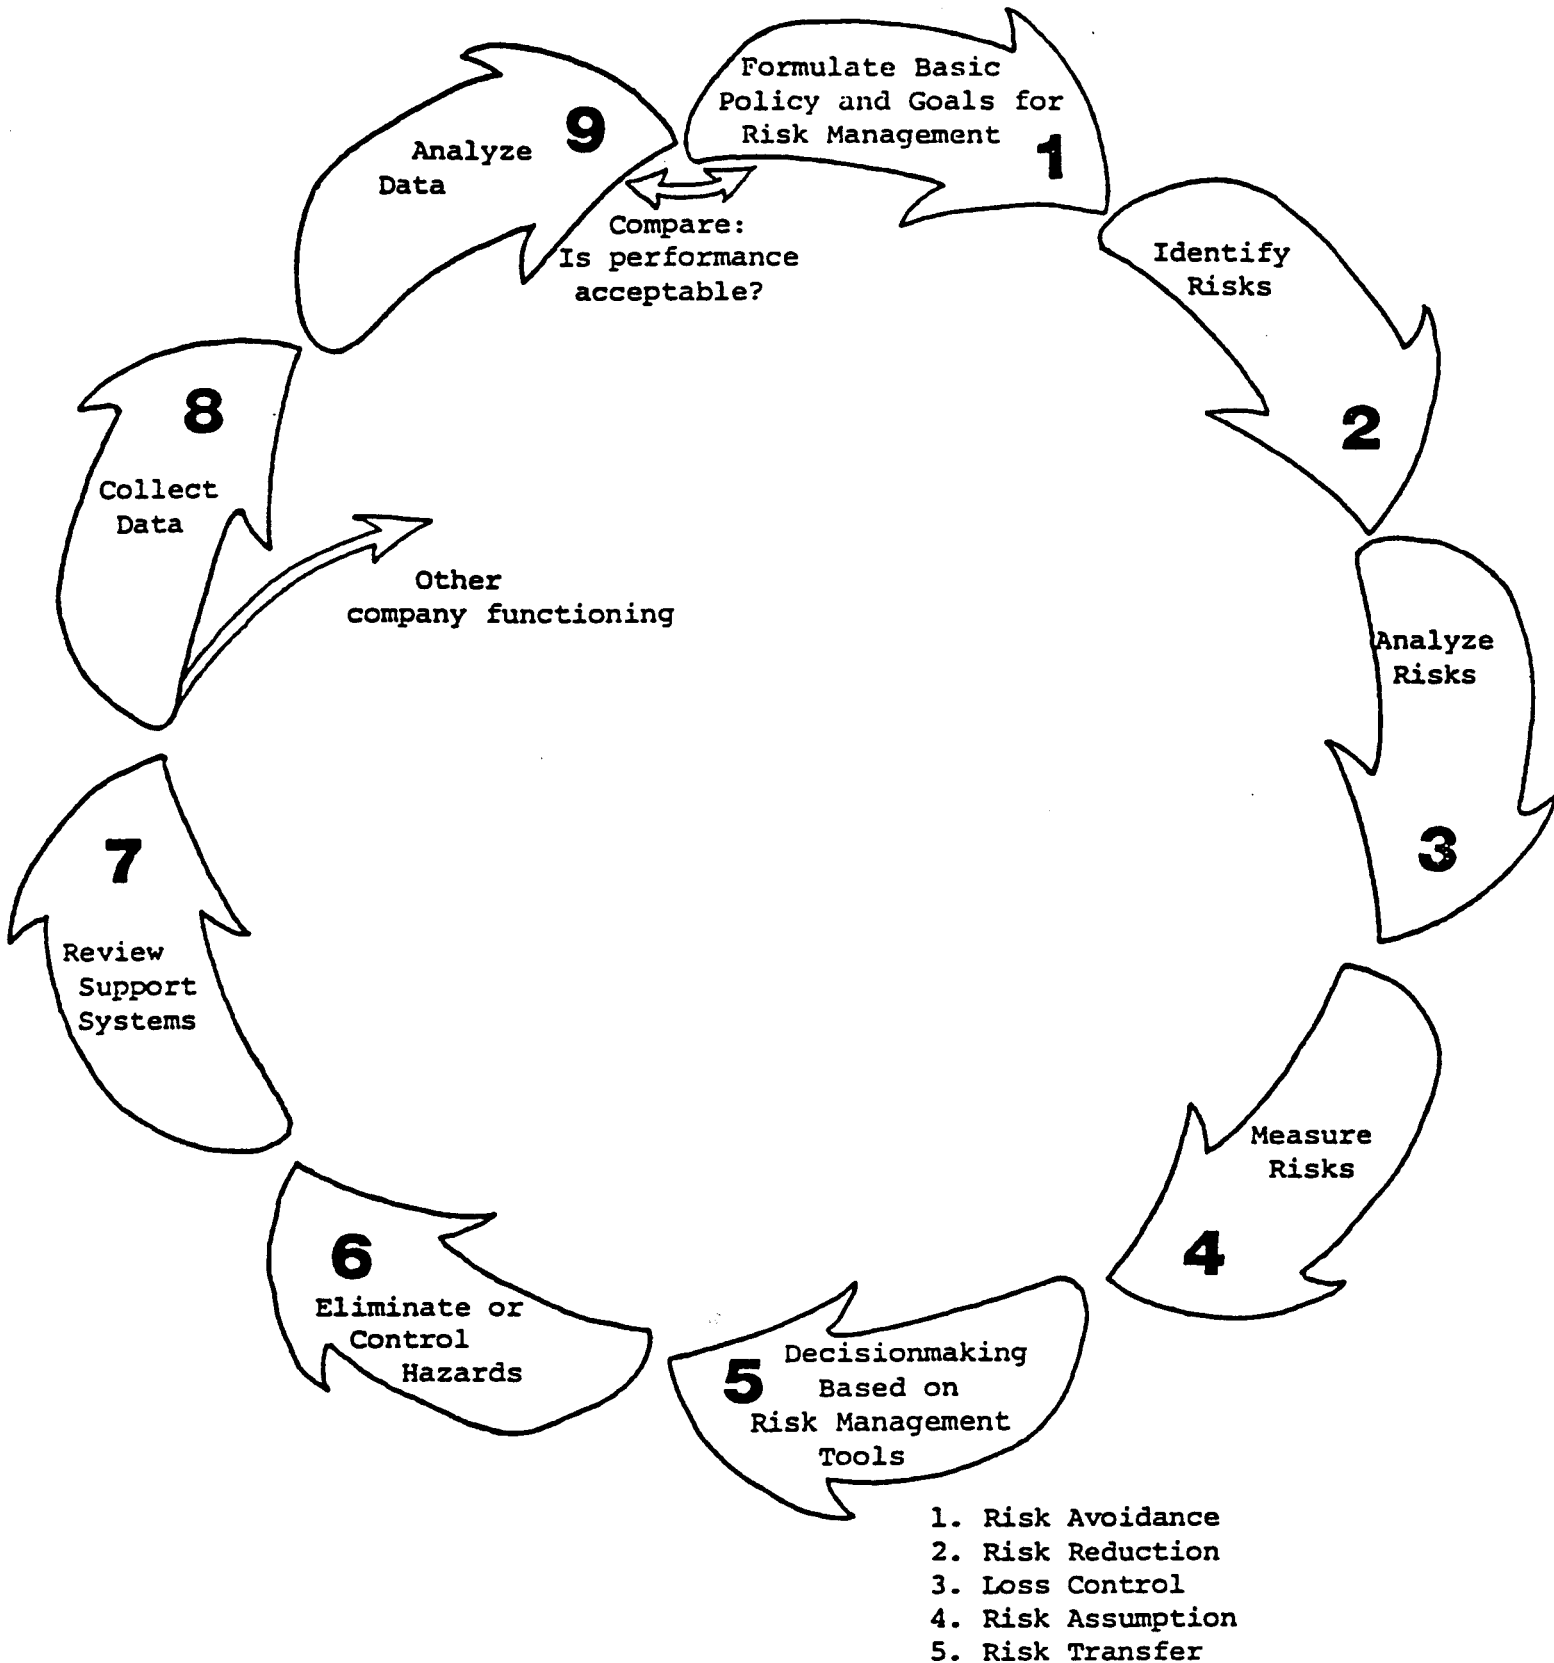 Formulate Basic
Policy and Goals for
Risk Management
1
Identify
Risks
2
Analyze
Risks
3
Measure
Risks
4
5
Decisionmaking
Based on
Risk Management
Tools
1. Risk Avoidance
2. Risk Reduction
3. Loss Control
4. Risk Assumption
5. Risk Transfer
6
Eliminate or
Control
Hazards
7
Review
Support
Systems
8
Collect
Data
Other
company functioning
9
Analyze
Data
Compare:
Is performance
acceptable?